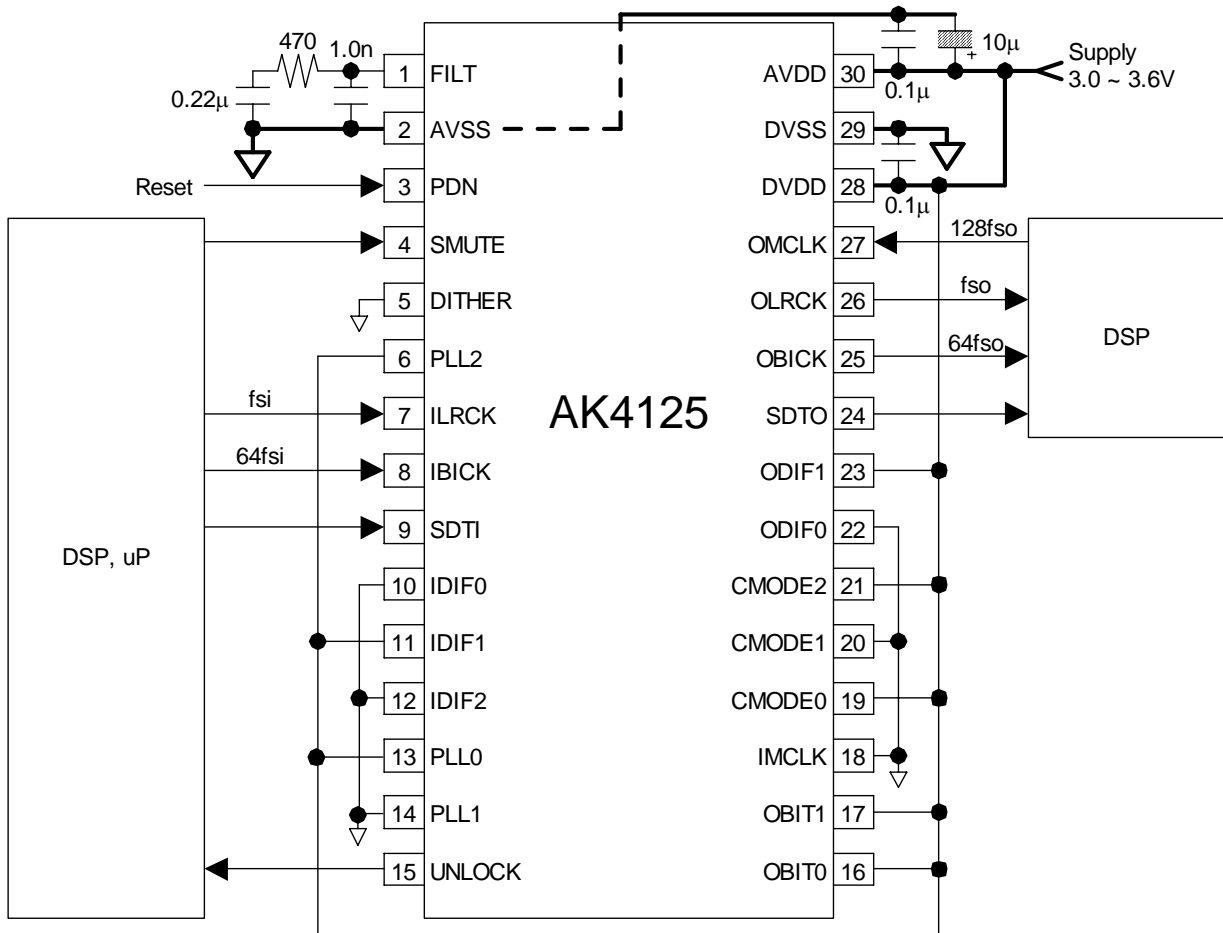 470
1.0n
0.22µ
1 FILT
2 AVSS
Reset
3 PDN
4 SMUTE
5 DITHER
6 PLL2
fsi
7 ILRCK
64fsi
8 IBICK
9 SDTI
DSP, uP
10 IDIF0
11 IDIF1
12 IDIF2
13 PLL0
14 PLL1
15 UNLOCK
AK4125
10µ
+
Supply
3.0 ~ 3.6V
AVDD 30
0.1µ
DVSS 29
DVDD 28
0.1µ
OMCLK 27
128fso
OLRCK 26
fso
OBICK 25
64fso
DSP
SDTO 24
ODIF1 23
ODIF0 22
CMODE2 21
CMODE1 20
CMODE0 19
IMCLK 18
OBIT1 17
OBIT0 16